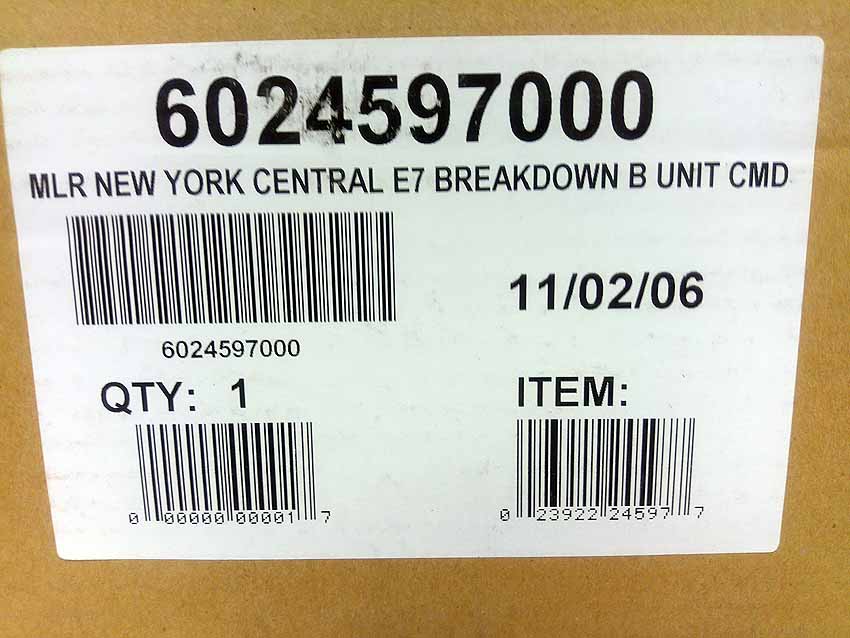 6024597000
MLR NEW YORK CENTRAL E7 BREAKDOWN B UNIT CMD
11/02/06
6024597000
QTY: 1
ITEM:
0 00000 00001 7
0 23922 24597 7